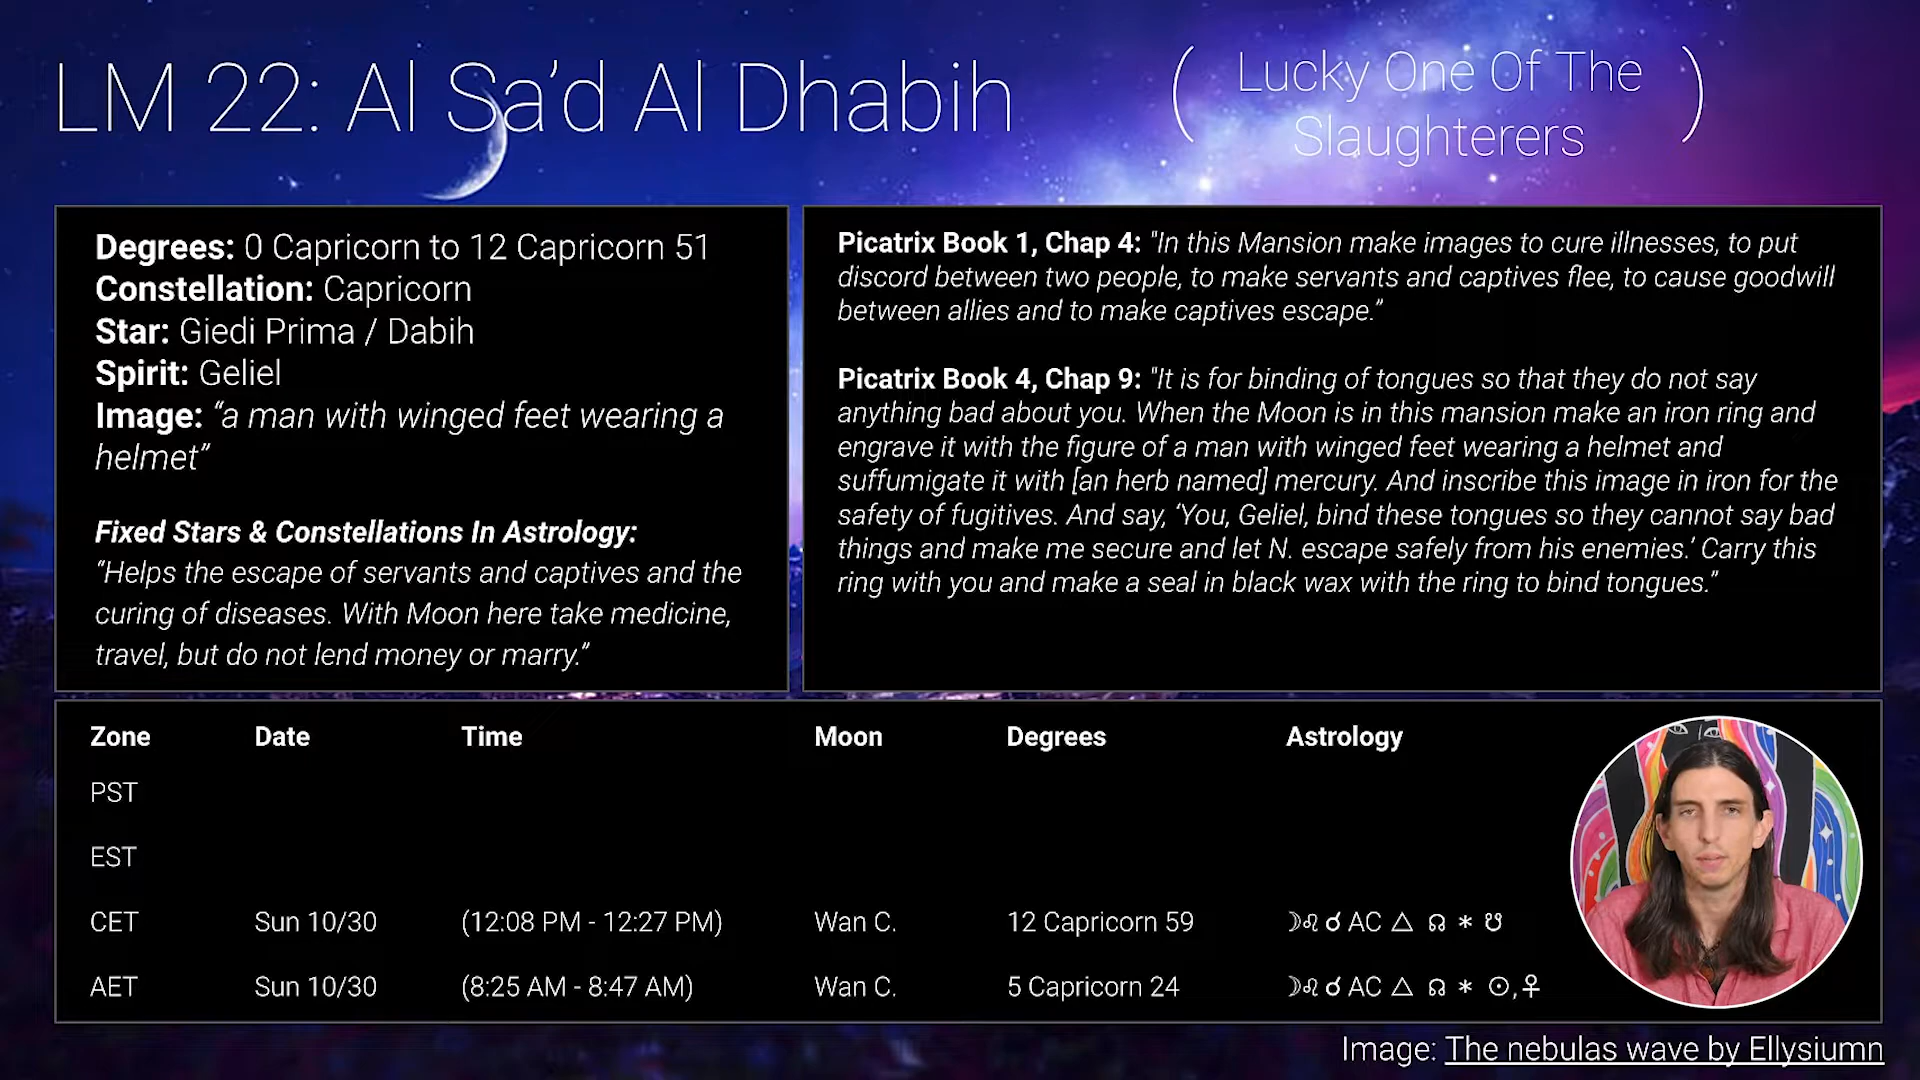 LM 22: Al Sa’d Al Dhabih
( Lucky One Of The
Slaughterers )
Degrees: 0 Capricorn to 12 Capricorn 51
Constellation: Capricorn
Star: Giedi Prima / Dabih
Spirit: Geliel
Image: “a man with winged feet wearing a
helmet”
Fixed Stars & Constellations In Astrology:
“Helps the escape of servants and captives and the
curing of diseases. With Moon here take medicine,
travel, but do not lend money or marry.”
Picatrix Book 1, Chap 4: "In this Mansion make images to cure illnesses, to put
discord between two people, to make servants and captives flee, to cause goodwill
between allies and to make captives escape.”
Picatrix Book 4, Chap 9: "It is for binding of tongues so that they do not say
anything bad about you. When the Moon is in this mansion make an iron ring and
engrave it with the figure of a man with winged feet wearing a helmet and
suffumigate it with [an herb named] mercury. And inscribe this image in iron for the
safety of fugitives. And say, ‘You, Geliel, bind these tongues so they cannot say bad
things and make me secure and let N. escape safely from his enemies.’ Carry this
ring with you and make a seal in black wax with the ring to bind tongues.”
Zone Date Time Moon Degrees Astrology
PST
EST
CET Sun 10/30 (12:08 PM - 12:27 PM) Wan C. 12 Capricorn 59 ☽♌ ☌ AC △ ☊ ⚹ ☋
AET Sun 10/30 (8:25 AM - 8:47 AM) Wan C. 5 Capricorn 24 ☽♌ ☌ AC △ ☊ ⚹ ☉,♀
Image: The nebulas wave by Ellysiumn